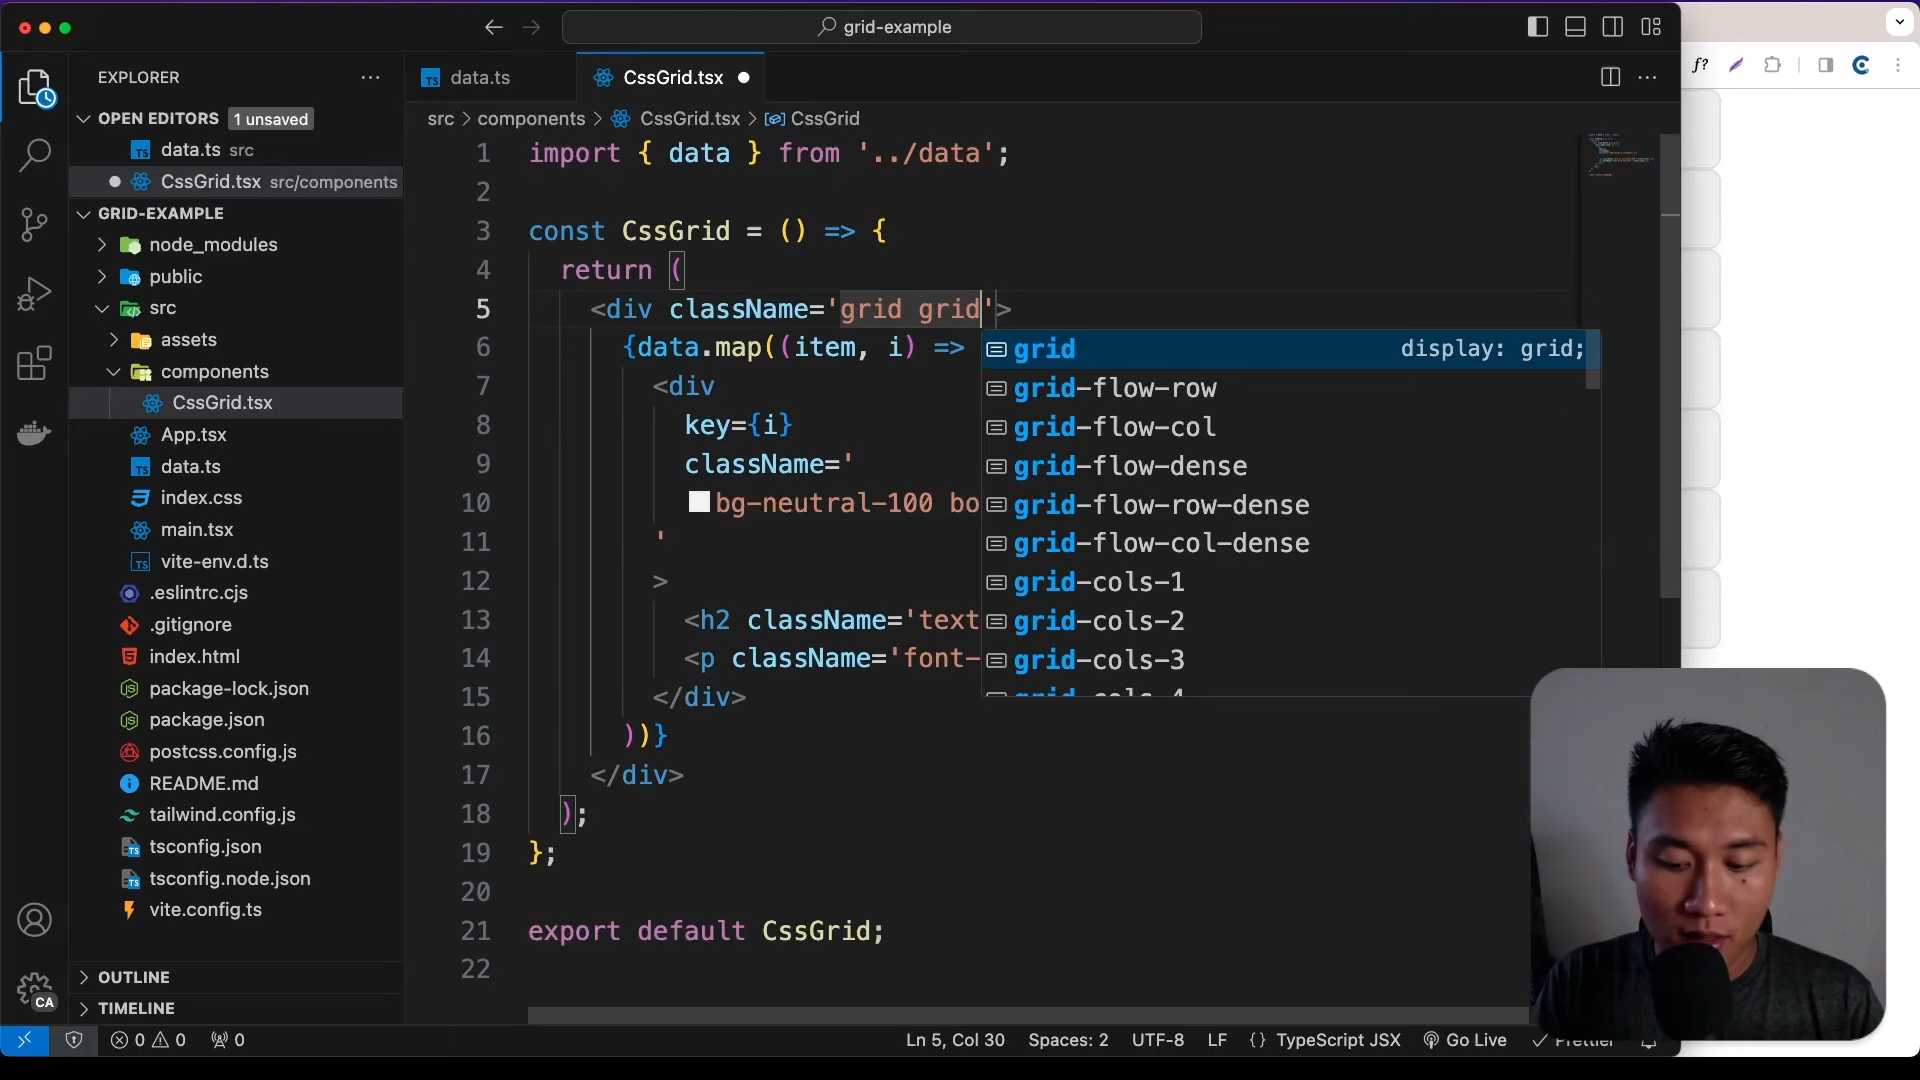 grid-example
f?
EXPLORER
data.ts
CssGrid.tsx
OPEN EDITORS 1 unsaved
data.ts src
CssGrid.tsx src/components
GRID-EXAMPLE
node_modules
public
src
assets
components
CssGrid.tsx
App.tsx
data.ts
index.css
main.tsx
vite-env.d.ts
.eslintrc.cjs
.gitignore
index.html
package-lock.json
package.json
postcss.config.js
README.md
tailwind.config.js
tsconfig.json
tsconfig.node.json
vite.config.ts
OUTLINE
TIMELINE
CA
src > components > CssGrid.tsx > CssGrid
1 import { data } from '../data';
2
3 const CssGrid = () => {
4 return (
5 <div className='grid grid'>
6 {data.map((item, i) =>
7 <div
8 key={i}
9 className='
10 bg-neutral-100 bo
11 '
12 >
13 <h2 className='text
14 <p className='font-
15 </div>
16 ))}
17 </div>
18 );
19 };
20
21 export default CssGrid;
22
grid display: grid;
grid-flow-row
grid-flow-col
grid-flow-dense
grid-flow-row-dense
grid-flow-col-dense
grid-cols-1
grid-cols-2
grid-cols-3
grid-cols-4
0 0 0 Ln 5, Col 30 Spaces: 2 UTF-8 LF {} TypeScript JSX Go Live Prettier